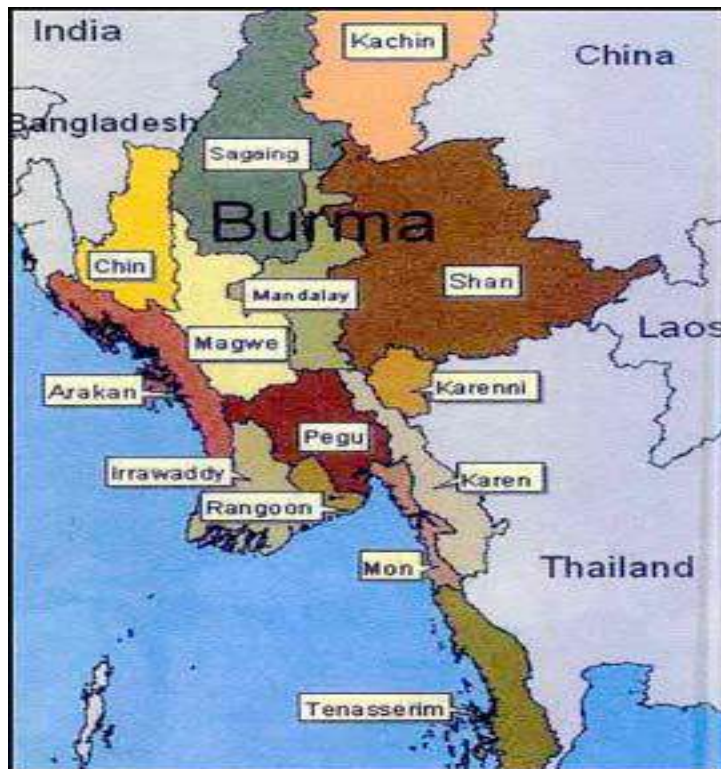 India
Kachin
China
Bangladesh
Sagaing
Burma
Chin
Shan
Mandalay
Laos
Magwe
Arakan
Karenni
Pegu
Irrawaddy
Karen
Rangoon
Mon
Thailand
Tenasserim